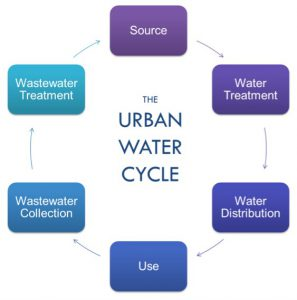 Source
Water
Treatment
Water
Distribution
Use
Wastewater
Collection
Wastewater
Treatment
THE
URBAN
WATER
CYCLE